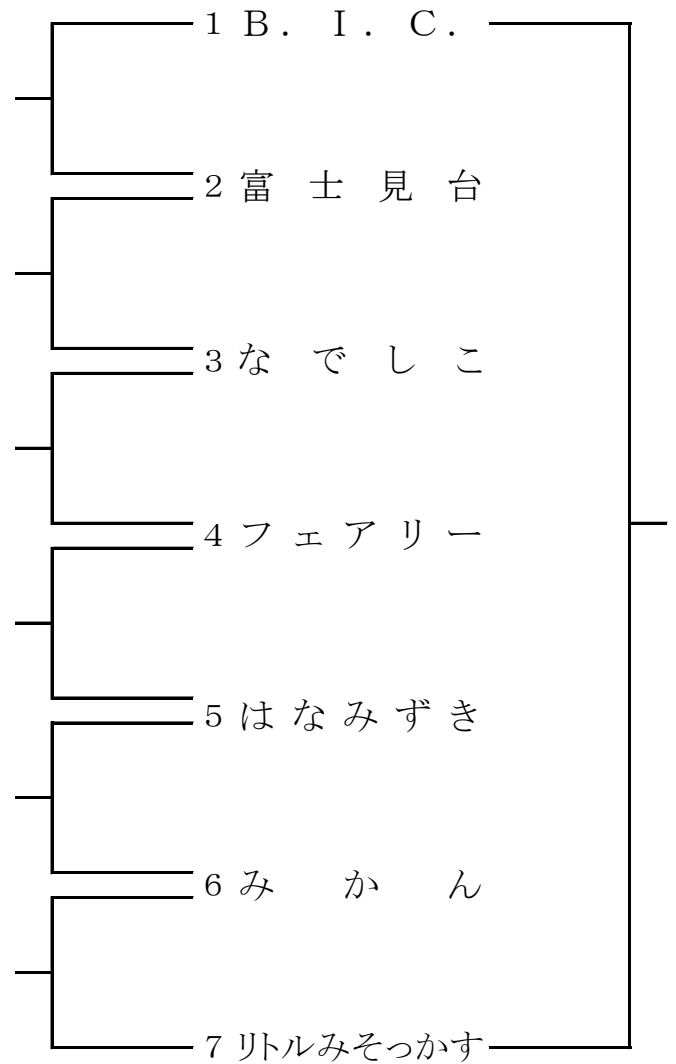 1 B. I. C.
2 富士見台
3 なでしこ
4 フェアリー
5 はなみずき
6 みかん
7 リトルみそっかす